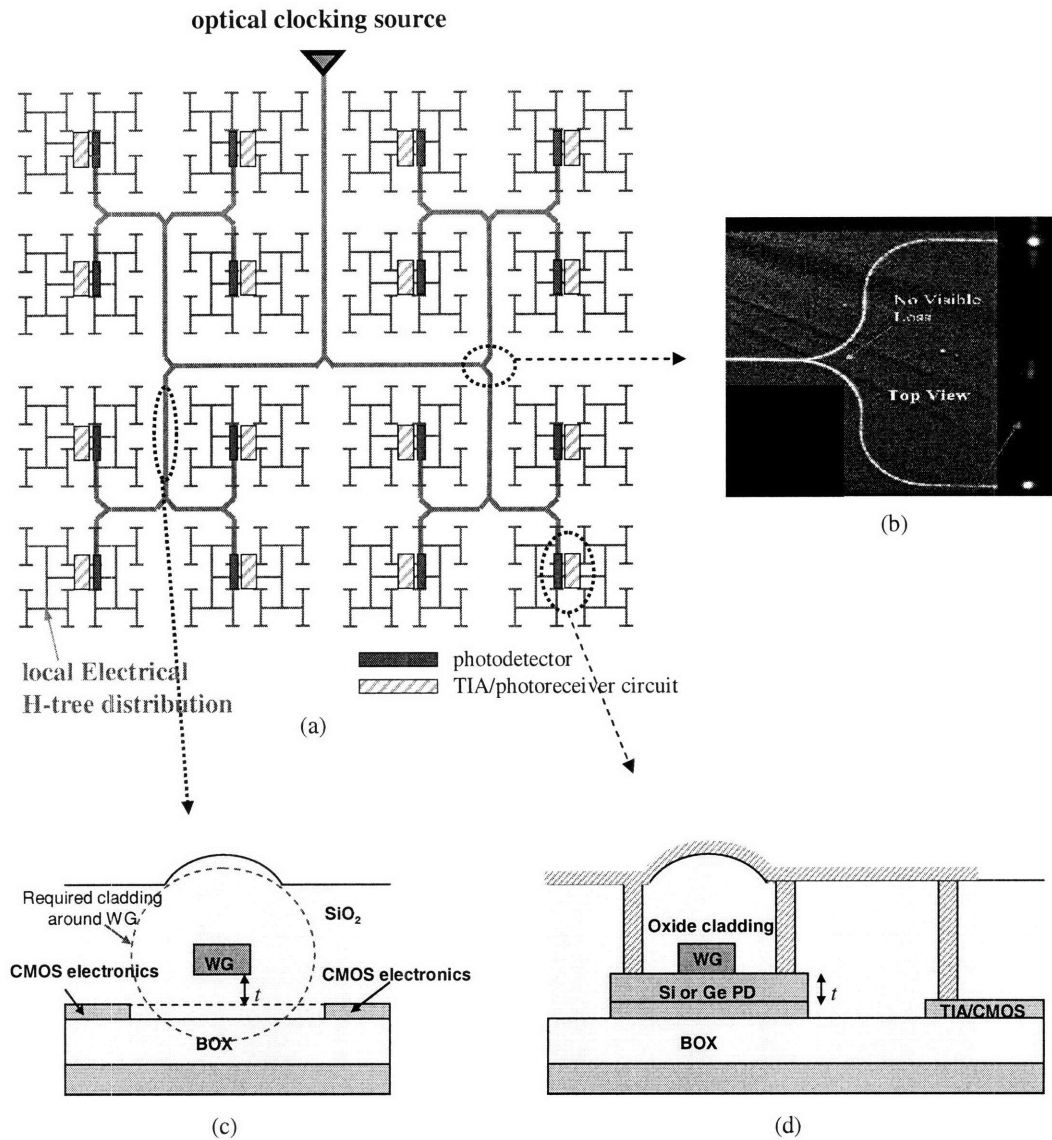 optical clocking source
No Visible
Loss
Top View
(b)
local Electrical
H-tree distribution
photodetector
TIA/photoreceiver circuit
(a)
Required cladding
around WG
SiO2
WG
CMOS electronics
CMOS electronics
t
BOX
(c)
Oxide cladding
WG
Si or Ge PD
t
TIA/CMOS
BOX
(d)